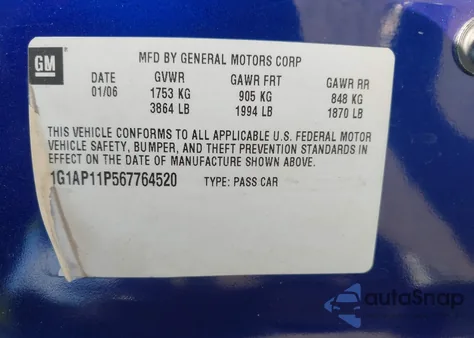 GM
MFD BY GENERAL MOTORS CORP
DATE GVWR GAWR FRT GAWR RR
01/06 1753 KG 905 KG 848 KG
3864 LB 1994 LB 1870 LB
THIS VEHICLE CONFORMS TO ALL APPLICABLE U.S. FEDERAL MOTOR
VEHICLE SAFETY, BUMPER, AND THEFT PREVENTION STANDARDS IN
EFFECT ON THE DATE OF MANUFACTURE SHOWN ABOVE.
1G1AP11P567764520 TYPE: PASS CAR
autoSnap